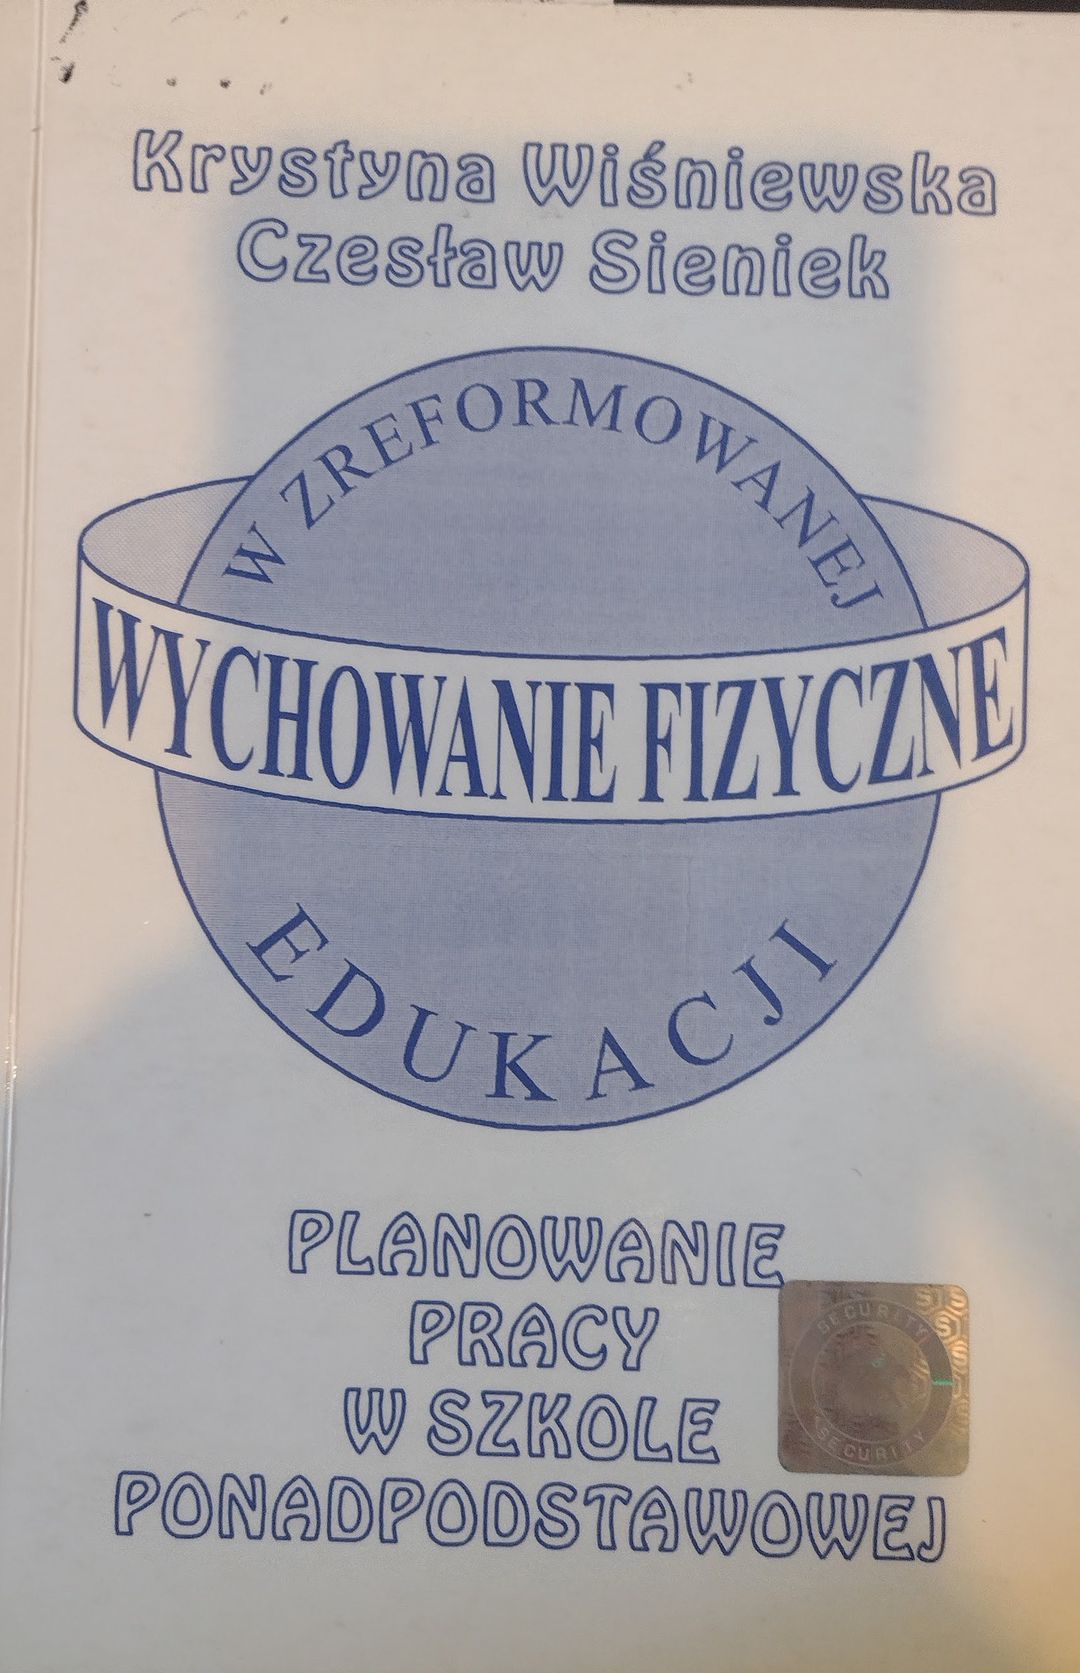 Krystyna Wiśniewska
Czesław Sieniek
W ZREFORMOWANEJ
WYCHOWANIE FIZYCZNE
EDUKACJI
PLANOWANIE
PRACY
W SZKOLE
PONADPODSTAWOWEJ
SECURITY
SECURITY